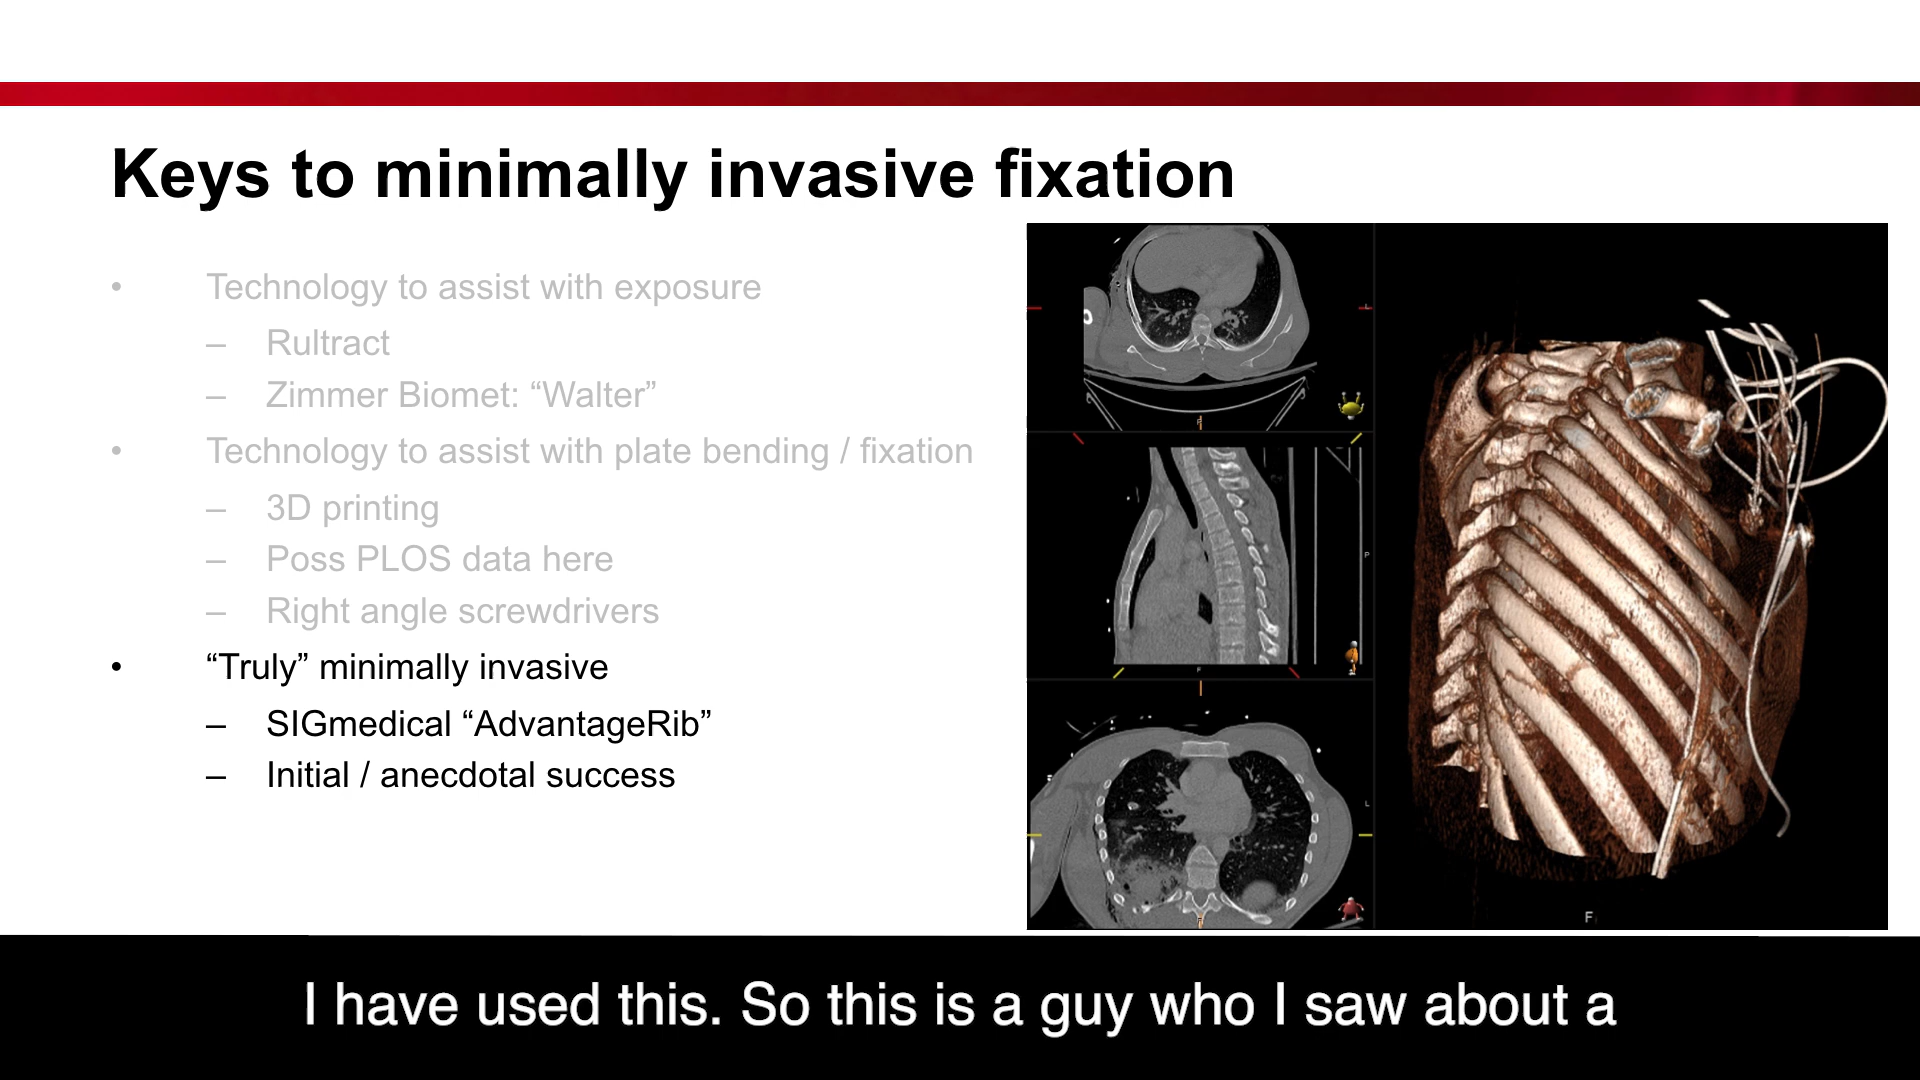 Keys to minimally invasive fixation
• Technology to assist with exposure
– Rultract
– Zimmer Biomet: “Walter”
• Technology to assist with plate bending / fixation
– 3D printing
– Poss PLOS data here
– Right angle screwdrivers
• “Truly” minimally invasive
– SIGmedical “AdvantageRib”
– Initial / anecdotal success
L
F
P
F
L
F
F
I have used this. So this is a guy who I saw about a